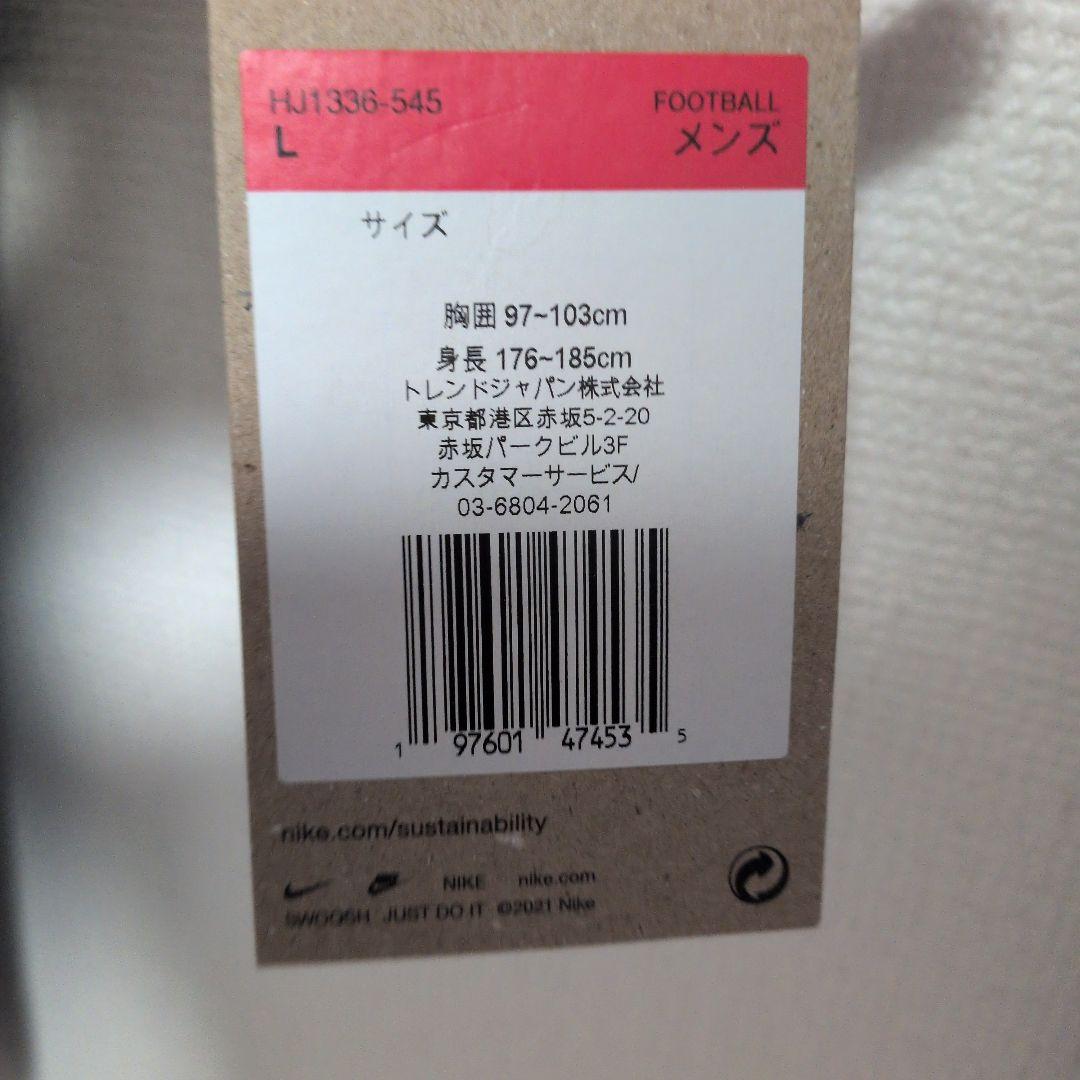 HJ1336-545 FOOTBALL
L メンズ
サイズ
胸囲 97~103cm
身長 176~185cm
トレンドジャパン株式会社
東京都港区赤坂5-2-20
赤坂パークビル3F
カスタマーサービス/
03-6804-2061
1 97601 47453 5
nike.com/sustainability
NIKE nike.com
SWOOSH JUST DO IT ©2021 Nike